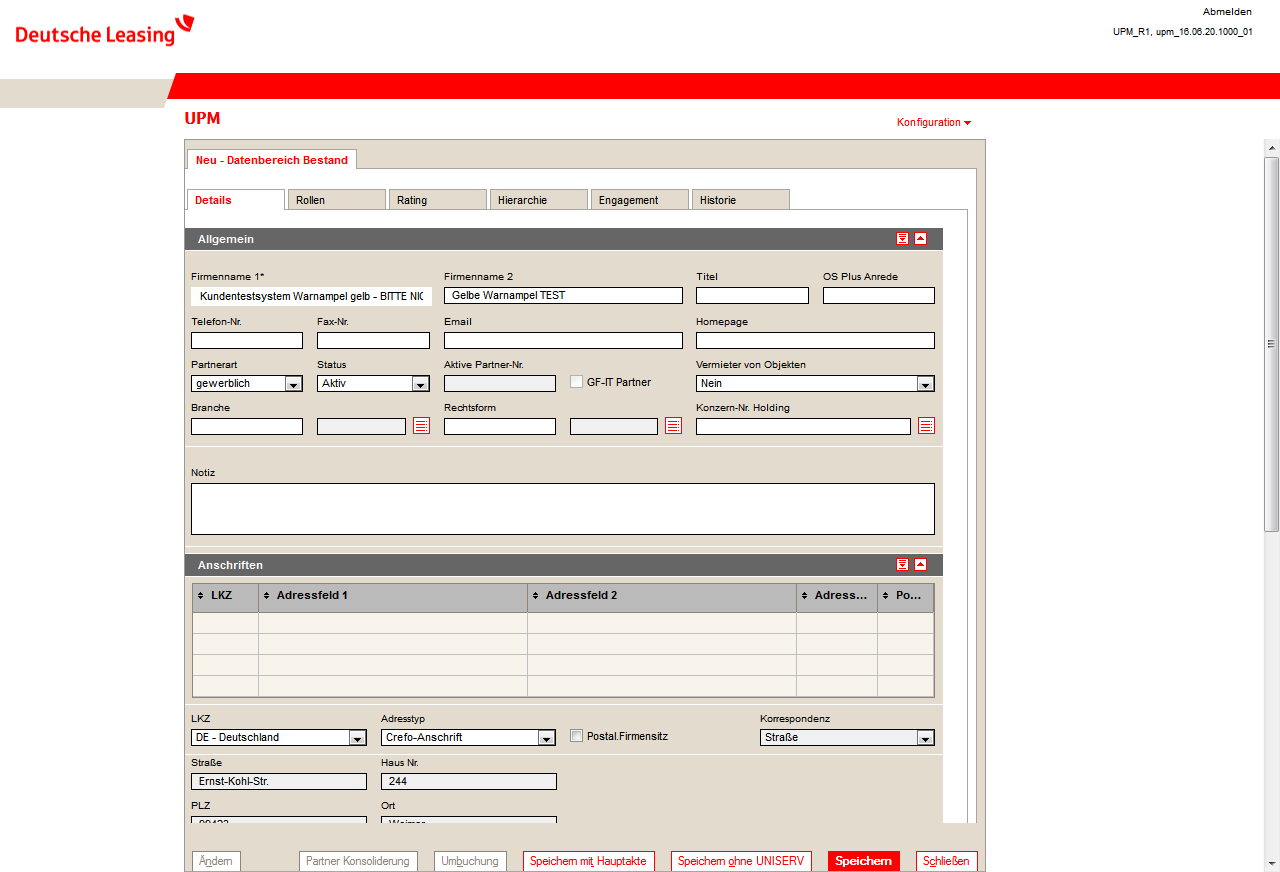 Deutsche Leasing
Abmelden
UPM_R1, upm_16.06.20.1000_01
UPM
Konfiguration
Neu - Datenbereich Bestand
Details Rollen Rating Hierarchie Engagement Historie
Allgemein
Firmenname 1* Firmenname 2 Titel OS Plus Anrede
Kundentestsystem Warnampel gelb - BITTE NIC Gelbe Warnampel TEST
Telefon-Nr. Fax-Nr. Email Homepage
Partnerart Status Aktive Partner-Nr. Vermieter von Objekten
gewerblich Aktiv GF-IT Partner Nein
Branche Rechtsform Konzern-Nr. Holding
Notiz
Anschriften
LKZ Adressfeld 1 Adressfeld 2 Adress... Po...
LKZ Adresstyp Korrespondenz
DE - Deutschland Crefo-Anschrift Postal.Firmensitz Straße
Straße Haus Nr.
Ernst-Kohl-Str. 244
PLZ Ort
99423 Weimar
Ändern Partner Konsolidierung Umbuchung Speichern mit Hauptakte Speichern ohne UNISERV Speichern Schließen